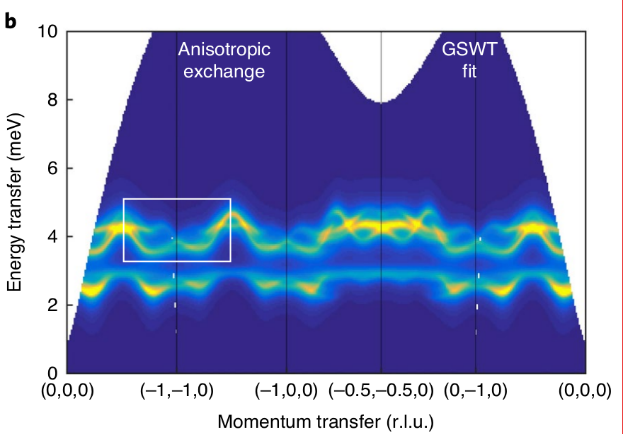 b
Anisotropic
exchange
GSWT
fit
10
8
6
4
2
0
Energy transfer (meV)
(0,0,0)
(−1,−1,0)
(−1,0,0)
(−0.5,−0.5,0)
(0,−1,0)
(0,0,0)
Momentum transfer (r.l.u.)